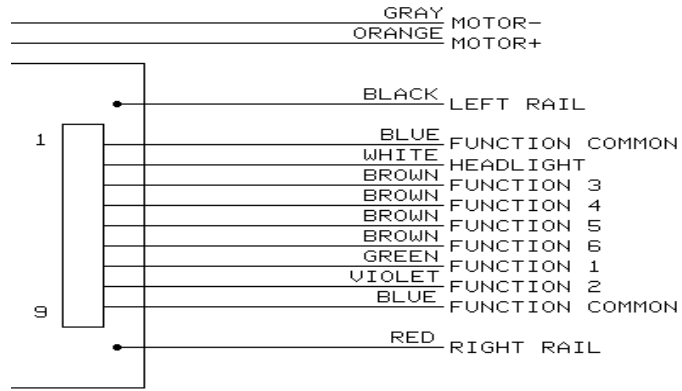 GRAY MOTOR-
ORANGE MOTOR+
BLACK LEFT RAIL
1 BLUE FUNCTION COMMON
WHITE HEADLIGHT
BROWN FUNCTION 3
BROWN FUNCTION 4
BROWN FUNCTION 5
BROWN FUNCTION 6
GREEN FUNCTION 1
VIOLET FUNCTION 2
9 BLUE FUNCTION COMMON
RED RIGHT RAIL